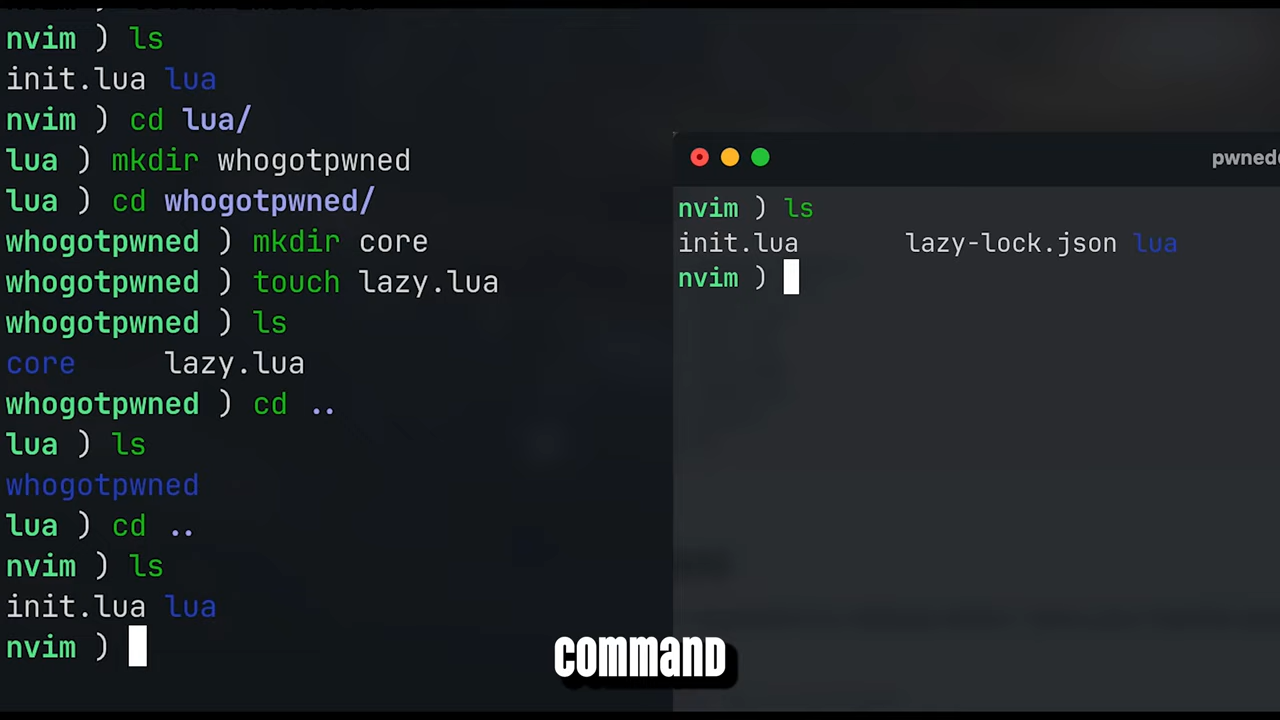 nvim ) ls
init.lua lua
nvim ) cd lua/
lua ) mkdir whogotpwned
lua ) cd whogotpwned/
whogotpwned ) mkdir core
whogotpwned ) touch lazy.lua
whogotpwned ) ls
core lazy.lua
whogotpwned ) cd ..
lua ) ls
whogotpwned
lua ) cd ..
nvim ) ls
init.lua lua
nvim )
nvim ) ls
init.lua lazy-lock.json lua
nvim )
COMMAND